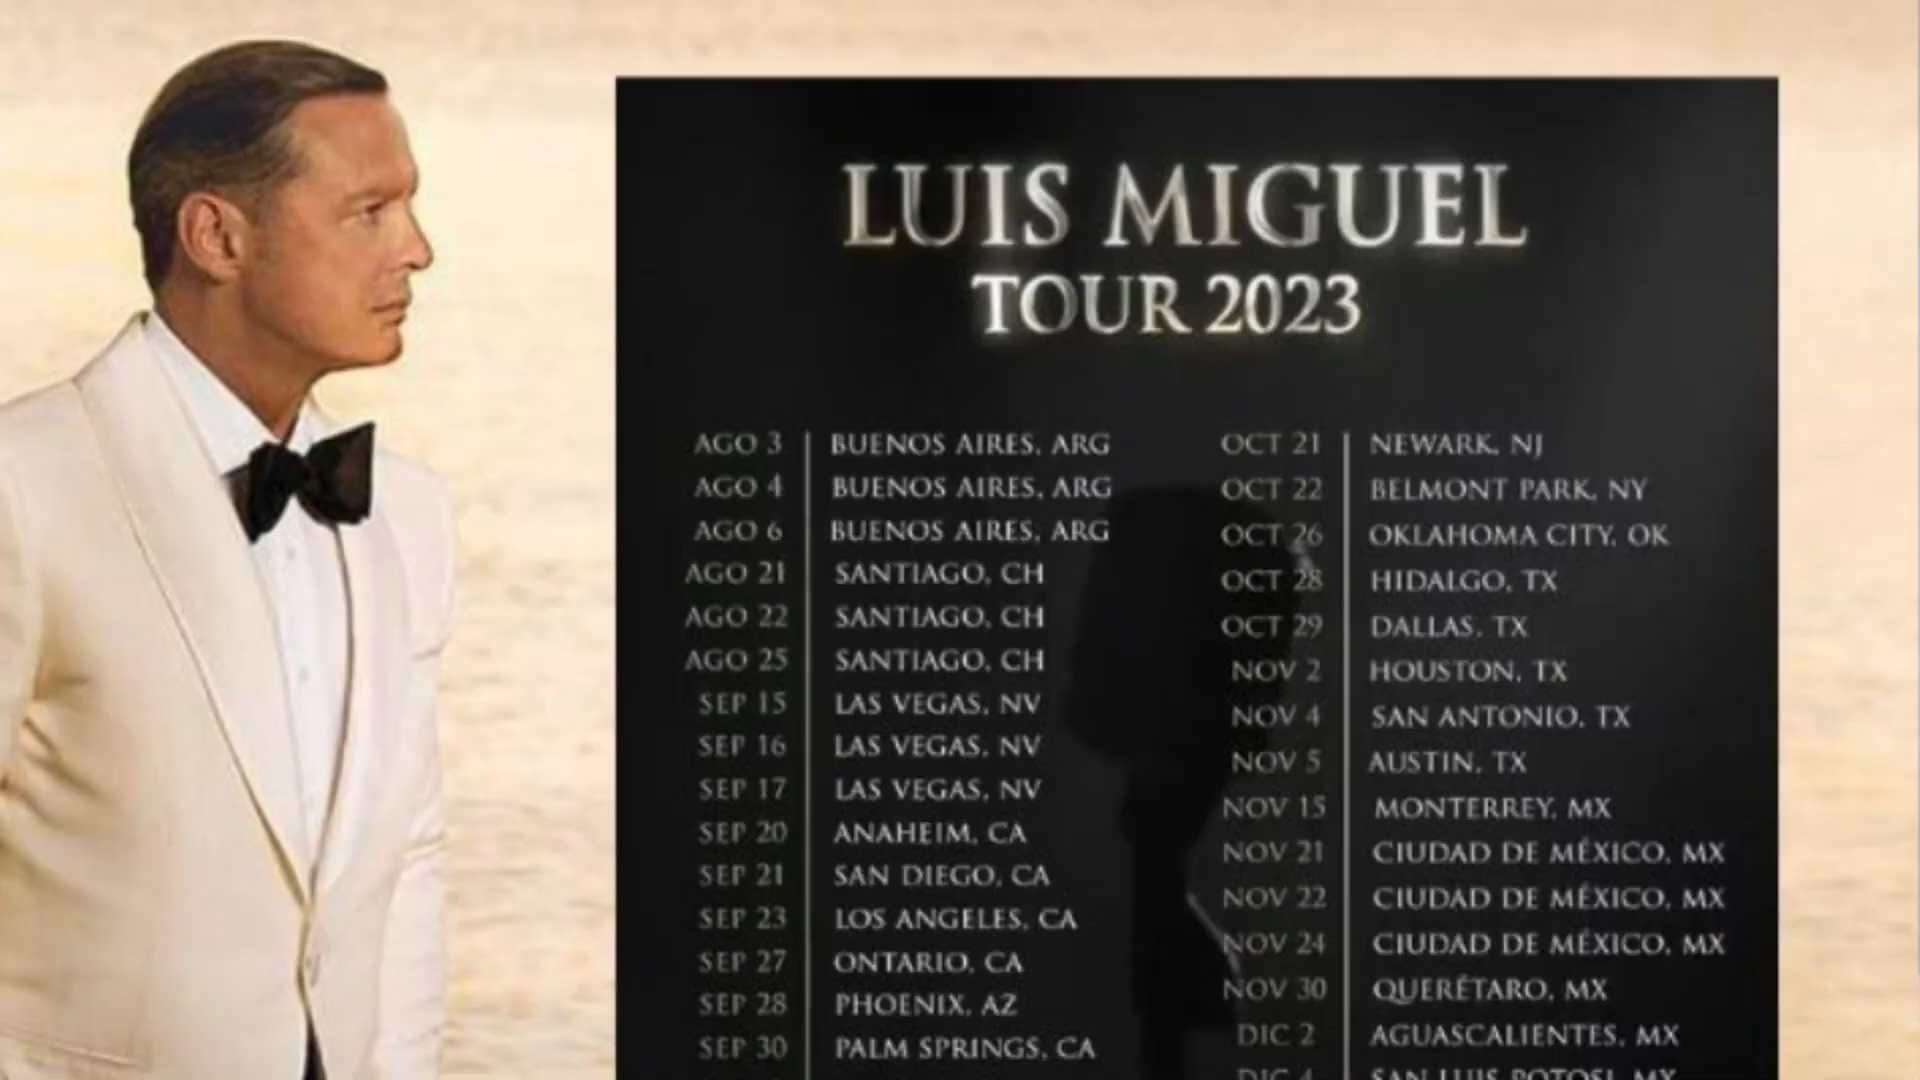 LUIS MIGUEL
TOUR 2023
AGO 3 BUENOS AIRES, ARG
AGO 4 BUENOS AIRES, ARG
AGO 6 BUENOS AIRES, ARG
AGO 21 SANTIAGO, CH
AGO 22 SANTIAGO, CH
AGO 25 SANTIAGO, CH
SEP 15 LAS VEGAS, NV
SEP 16 LAS VEGAS, NV
SEP 17 LAS VEGAS, NV
SEP 20 ANAHEIM, CA
SEP 21 SAN DIEGO, CA
SEP 23 LOS ANGELES, CA
SEP 27 ONTARIO, CA
SEP 28 PHOENIX, AZ
SEP 30 PALM SPRINGS, CA
OCT 21 NEWARK, NJ
OCT 22 BELMONT PARK, NY
OCT 26 OKLAHOMA CITY, OK
OCT 28 HIDALGO, TX
OCT 29 DALLAS, TX
NOV 2 HOUSTON, TX
NOV 4 SAN ANTONIO, TX
NOV 5 AUSTIN, TX
NOV 15 MONTERREY, MX
NOV 21 CIUDAD DE MÉXICO, MX
NOV 22 CIUDAD DE MÉXICO, MX
NOV 24 CIUDAD DE MÉXICO, MX
NOV 30 QUERÉTARO, MX
DIC 2 AGUASCALIENTES, MX
DIC 4 SAN LUIS POTOSI, MX